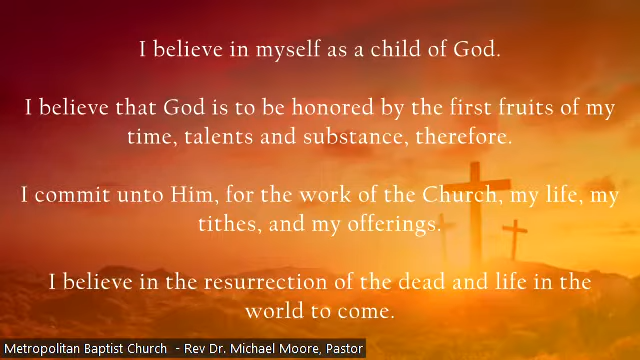 I believe in myself as a child of God.
I believe that God is to be honored by the first fruits of my
time, talents and substance, therefore.
I commit unto Him, for the work of the Church, my life, my
tithes, and my offerings.
I believe in the resurrection of the dead and life in the
world to come.
Metropolitan Baptist Church  - Rev Dr. Michael Moore, Pastor